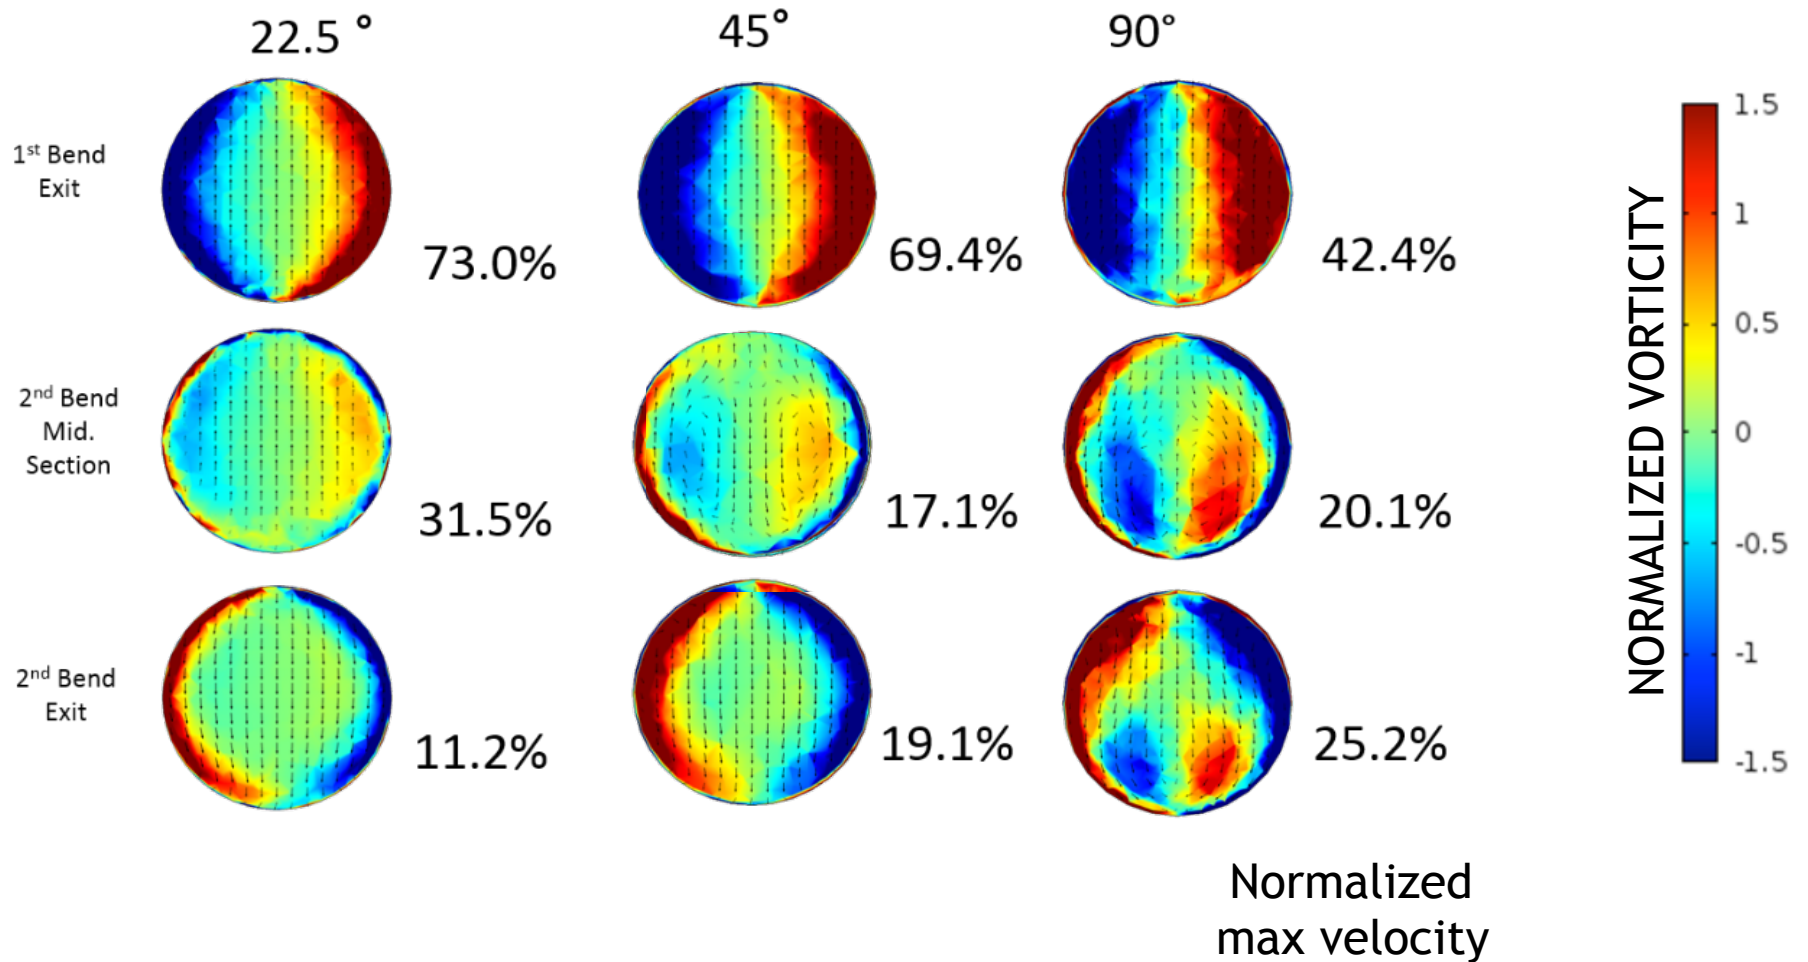 22.5 °
45°
90°
1st Bend
Exit
73.0%
69.4%
42.4%
2nd Bend
Mid.
Section
31.5%
17.1%
20.1%
2nd Bend
Exit
11.2%
19.1%
25.2%
Normalized
max velocity
NORMALIZED VORTICITY
1.5
1
0.5
0
-0.5
-1
-1.5